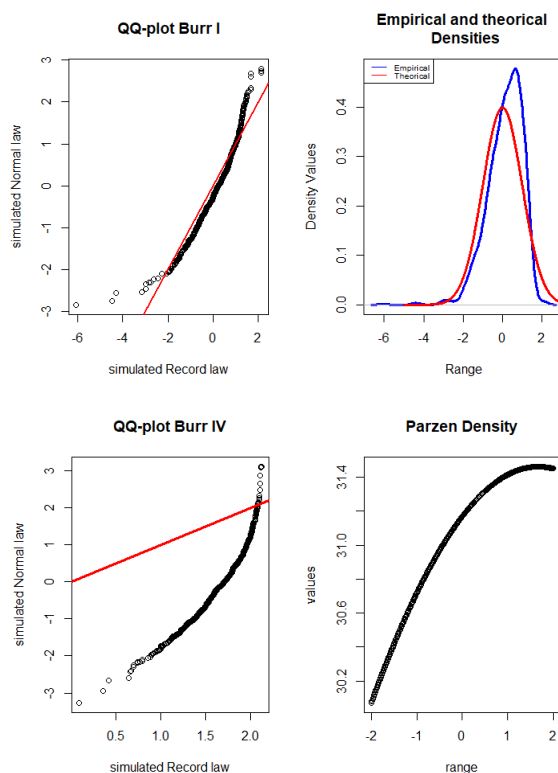 QQ-plot Burr I
simulated Normal law
3
2
1
0
-1
-2
-3
-6
-4
-2
0
2
simulated Record law
Empirical and theorical
Densities
Empirical
Theorical
Density Values
0.4
0.3
0.2
0.1
0.0
-6
-4
-2
0
2
Range
QQ-plot Burr IV
simulated Normal law
3
2
1
0
-1
-2
-3
0.5
1.0
1.5
2.0
simulated Record law
Parzen Density
values
31.4
31.0
30.6
30.2
-2
-1
0
1
2
range